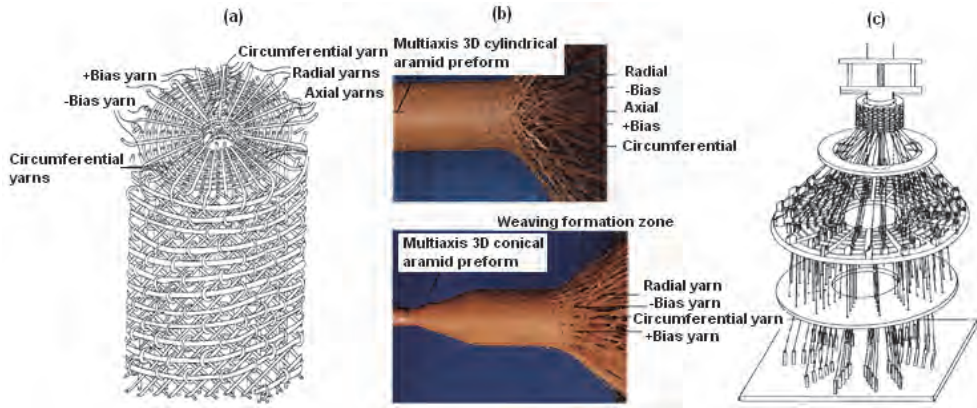 (a)
Circumferential yarn
+Bias yarn
Radial yarns
-Bias yarn
Axial yarns
Circumferential
yarns
(b)
Multiaxis 3D cylindrical
aramid preform
Radial
-Bias
Axial
+Bias
Circumferential
Weaving formation zone
Multiaxis 3D conical
aramid preform
Radial yarn
-Bias yarn
Circumferential yarn
+Bias yarn
(c)